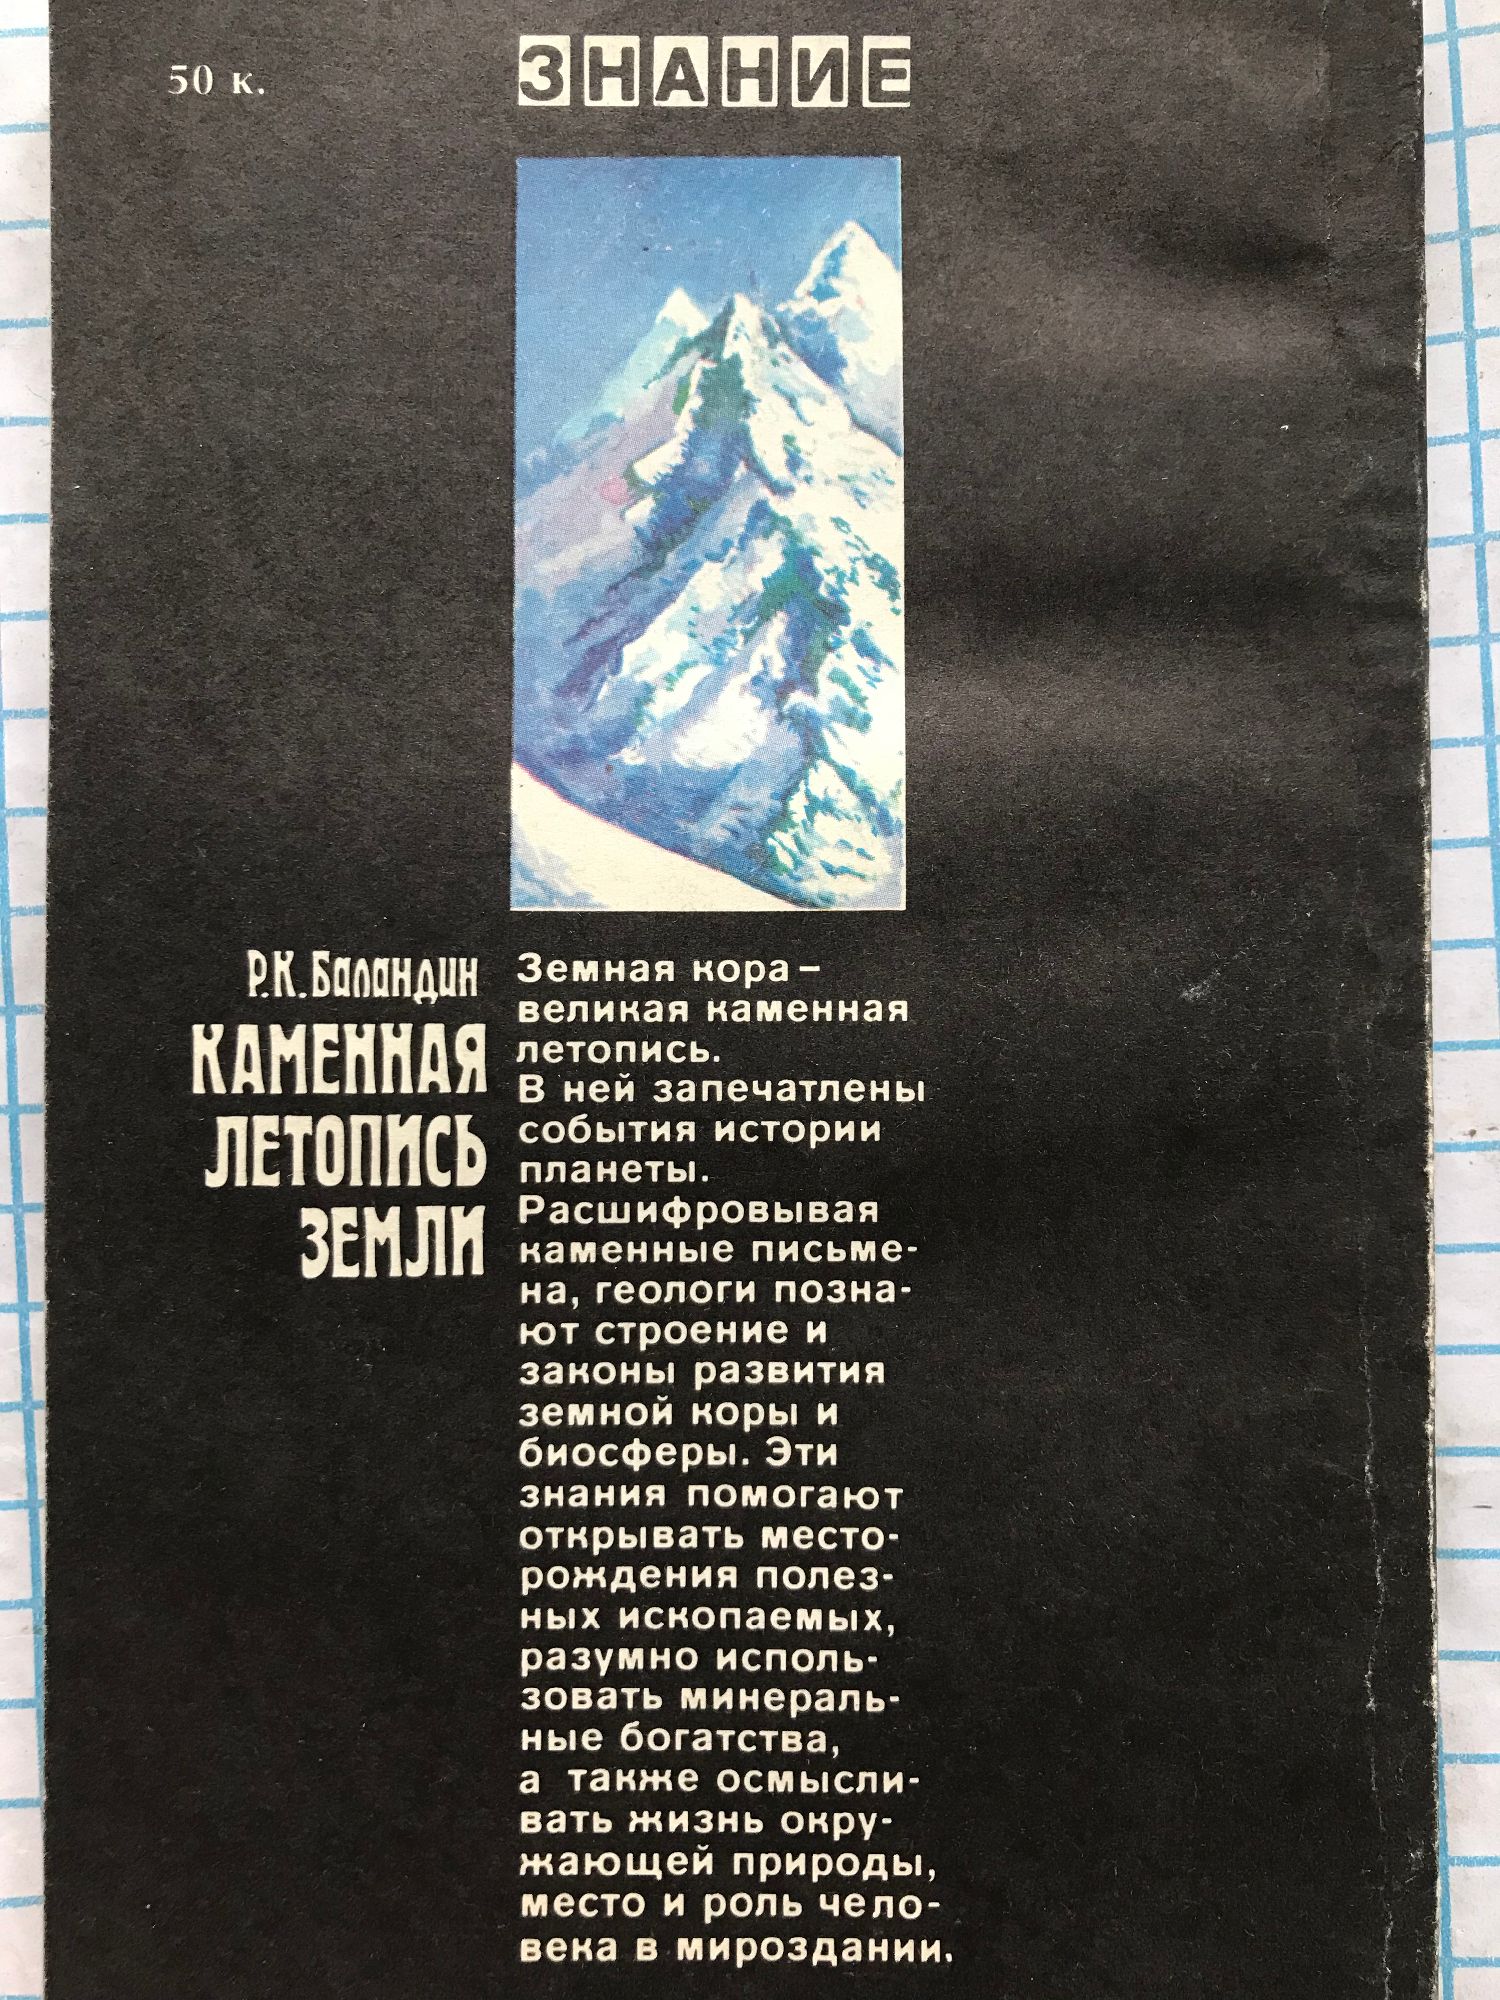 50 к.
ЗНАНИЕ
Р.К.Баландин
КАМЕННАЯ
ЛЕТОПИСЬ
ЗЕМЛИ
Земная кора –
великая каменная
летопись.
В ней запечатлены
события истории
планеты.
Расшифровывая
каменные письме-
на, геологи позна-
ют строение и
законы развития
земной коры и
биосферы. Эти
знания помогают
открывать место-
рождения полез-
ных ископаемых,
разумно исполь-
зовать минераль-
ные богатства,
а также осмысли-
вать жизнь окру-
жающей природы,
место и роль чело-
века в мироздании.